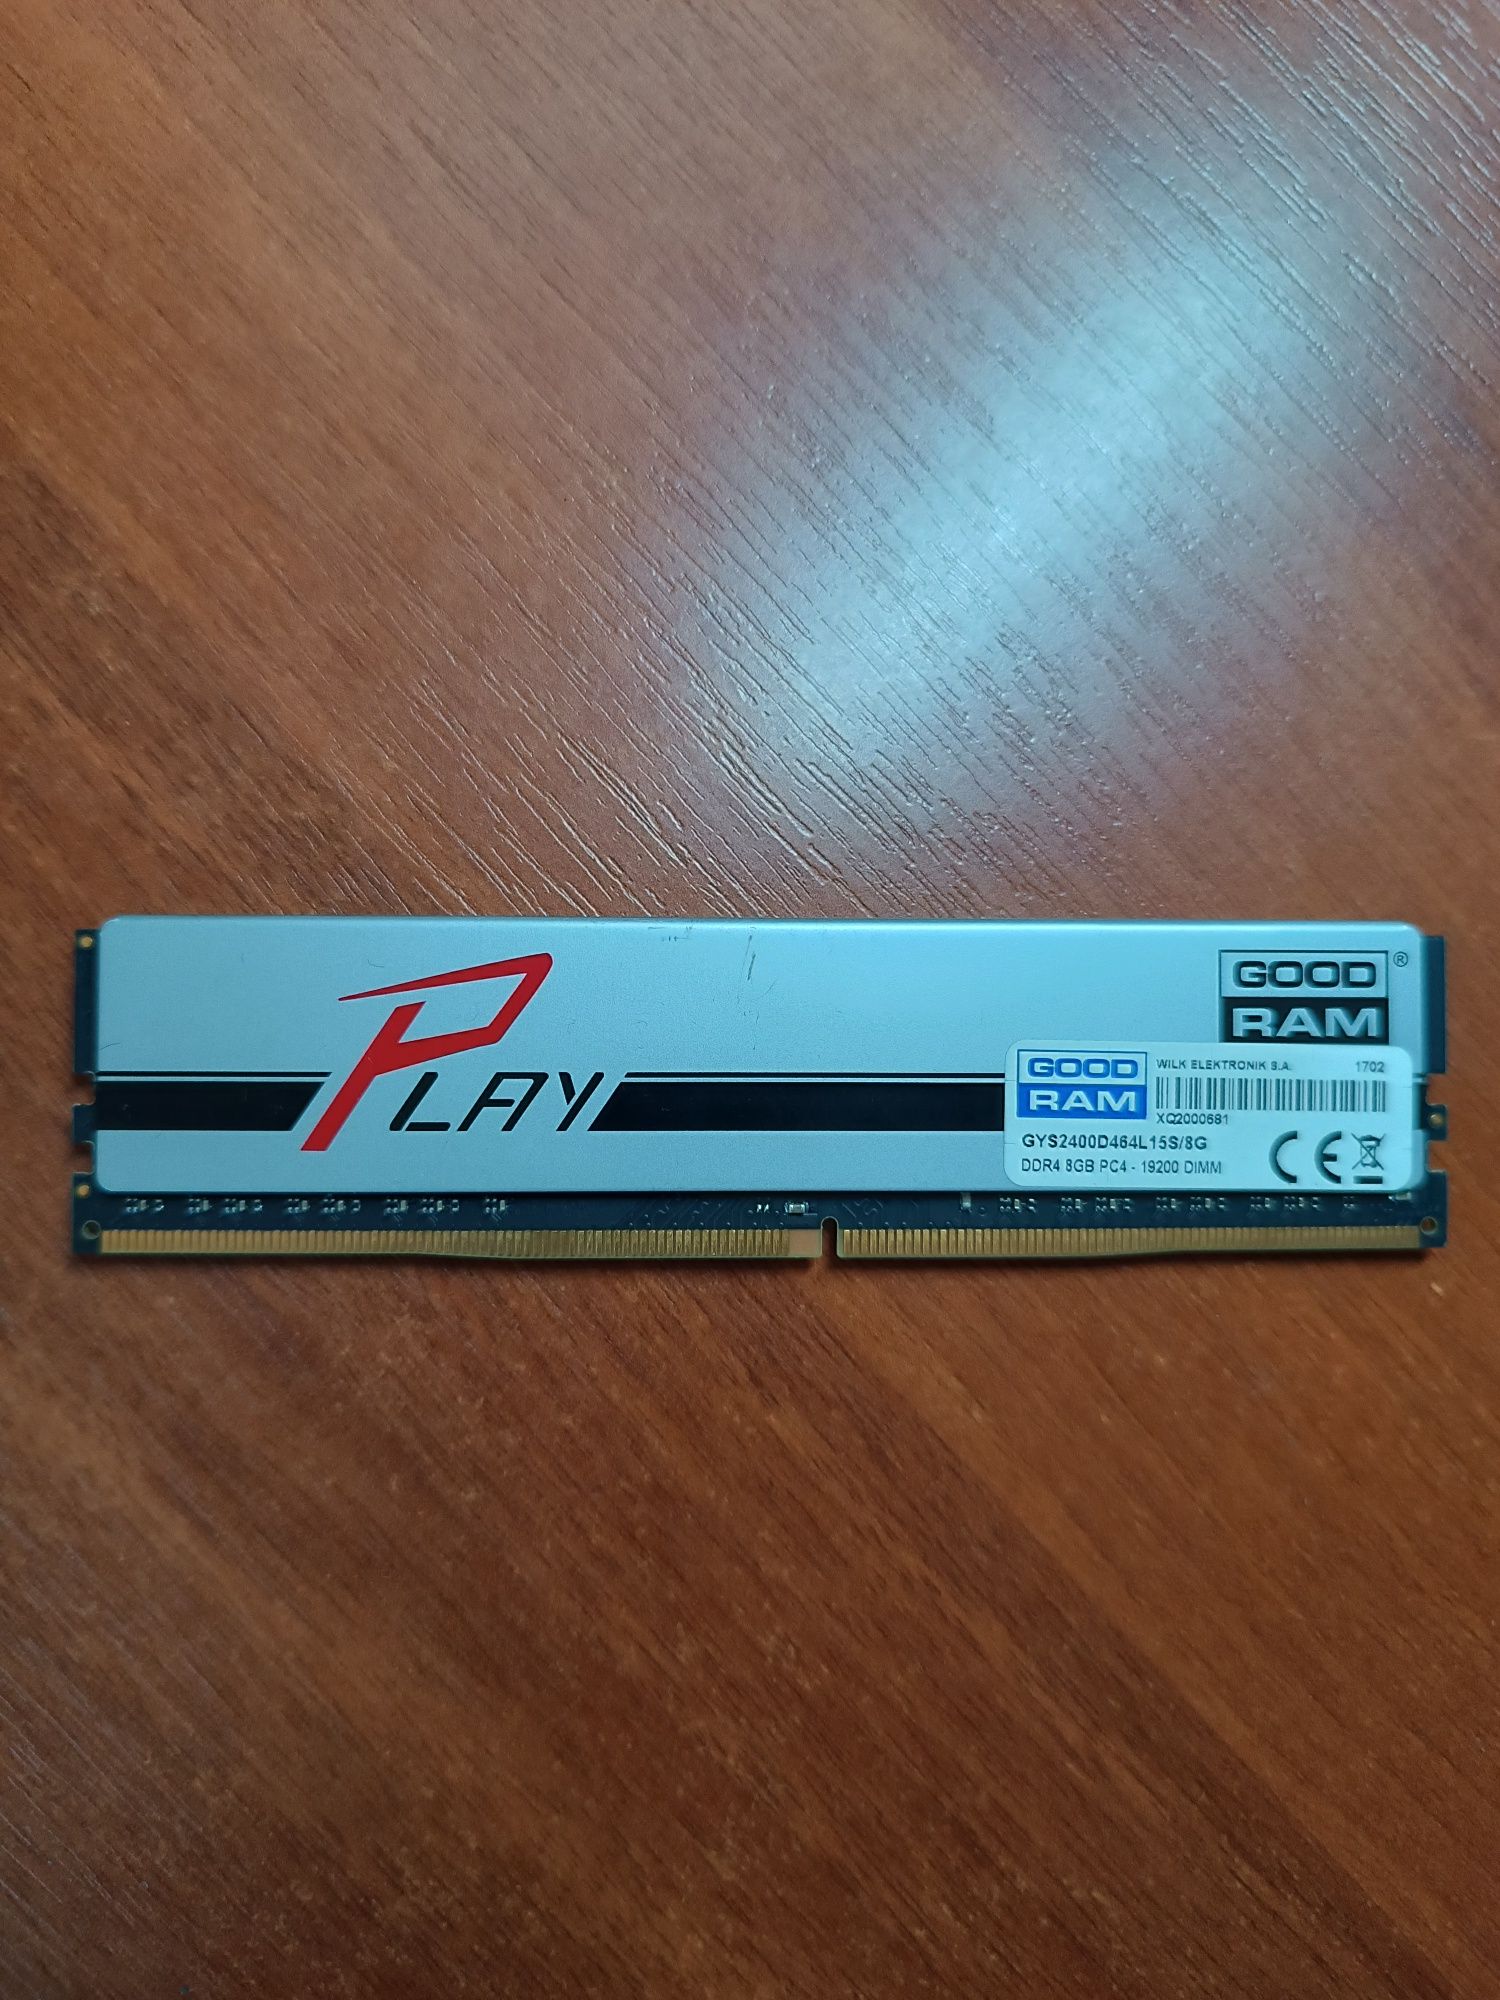 PLAY
GOOD
RAM
®
GOOD
RAM
WILK ELEKTRONIK S.A. 1702
XQ2000681
GYS2400D464L15S/8G
DDR4 8GB PC4 - 19200 DIMM
CE